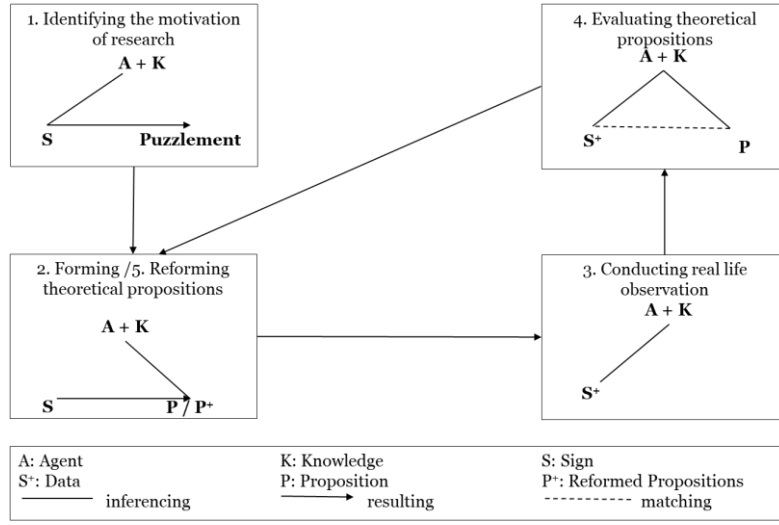 1. Identifying the motivation
of research
A + K
S
Puzzlement
4. Evaluating theoretical
propositions
A + K
S⁺
P
2. Forming /5. Reforming
theoretical propositions
A + K
S
P / P⁺
3. Conducting real life
observation
A + K
S⁺
A: Agent
K: Knowledge
S: Sign
S⁺: Data
P: Proposition
P⁺: Reformed Propositions
inferencing
resulting
matching